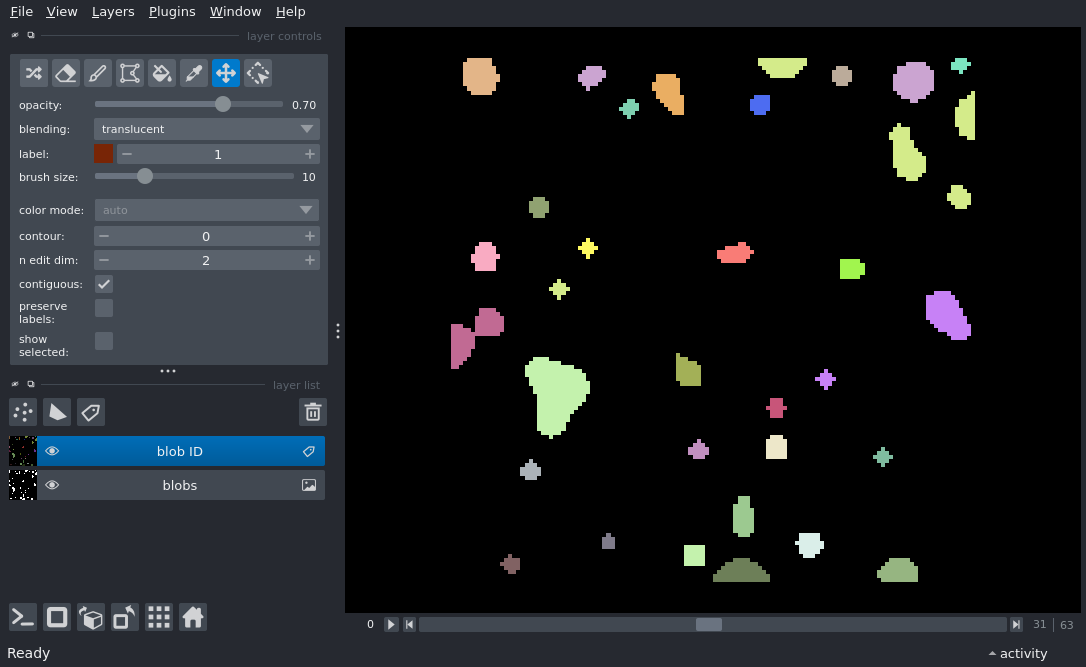 File View Layers Plugins Window Help
layer controls
opacity: 0.70
blending: translucent
label: 1
brush size: 10
color mode: auto
contour: 0
n edit dim: 2
contiguous:
preserve
labels:
show
selected:
layer list
blob ID
blobs
0 31 | 63
Ready activity